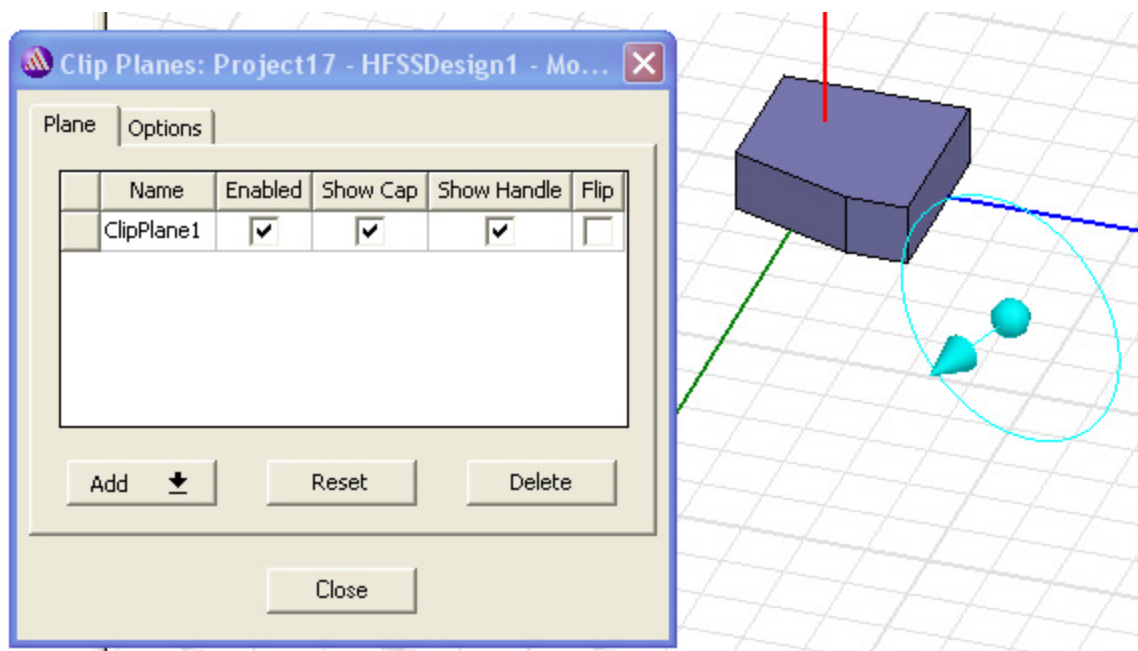 Clip Planes: Project17 - HFSSDesign1 - Mo...
Plane Options
Name Enabled Show Cap Show Handle Flip
ClipPlane1
Add Reset Delete
Close